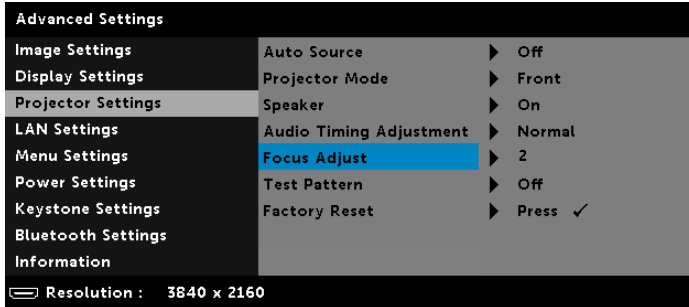 Advanced Settings
Image Settings
Display Settings
Projector Settings
LAN Settings
Menu Settings
Power Settings
Keystone Settings
Bluetooth Settings
Information
Auto Source Off
Projector Mode Front
Speaker On
Audio Timing Adjustment Normal
Focus Adjust 2
Test Pattern Off
Factory Reset Press ✓
Resolution : 3840 x 2160